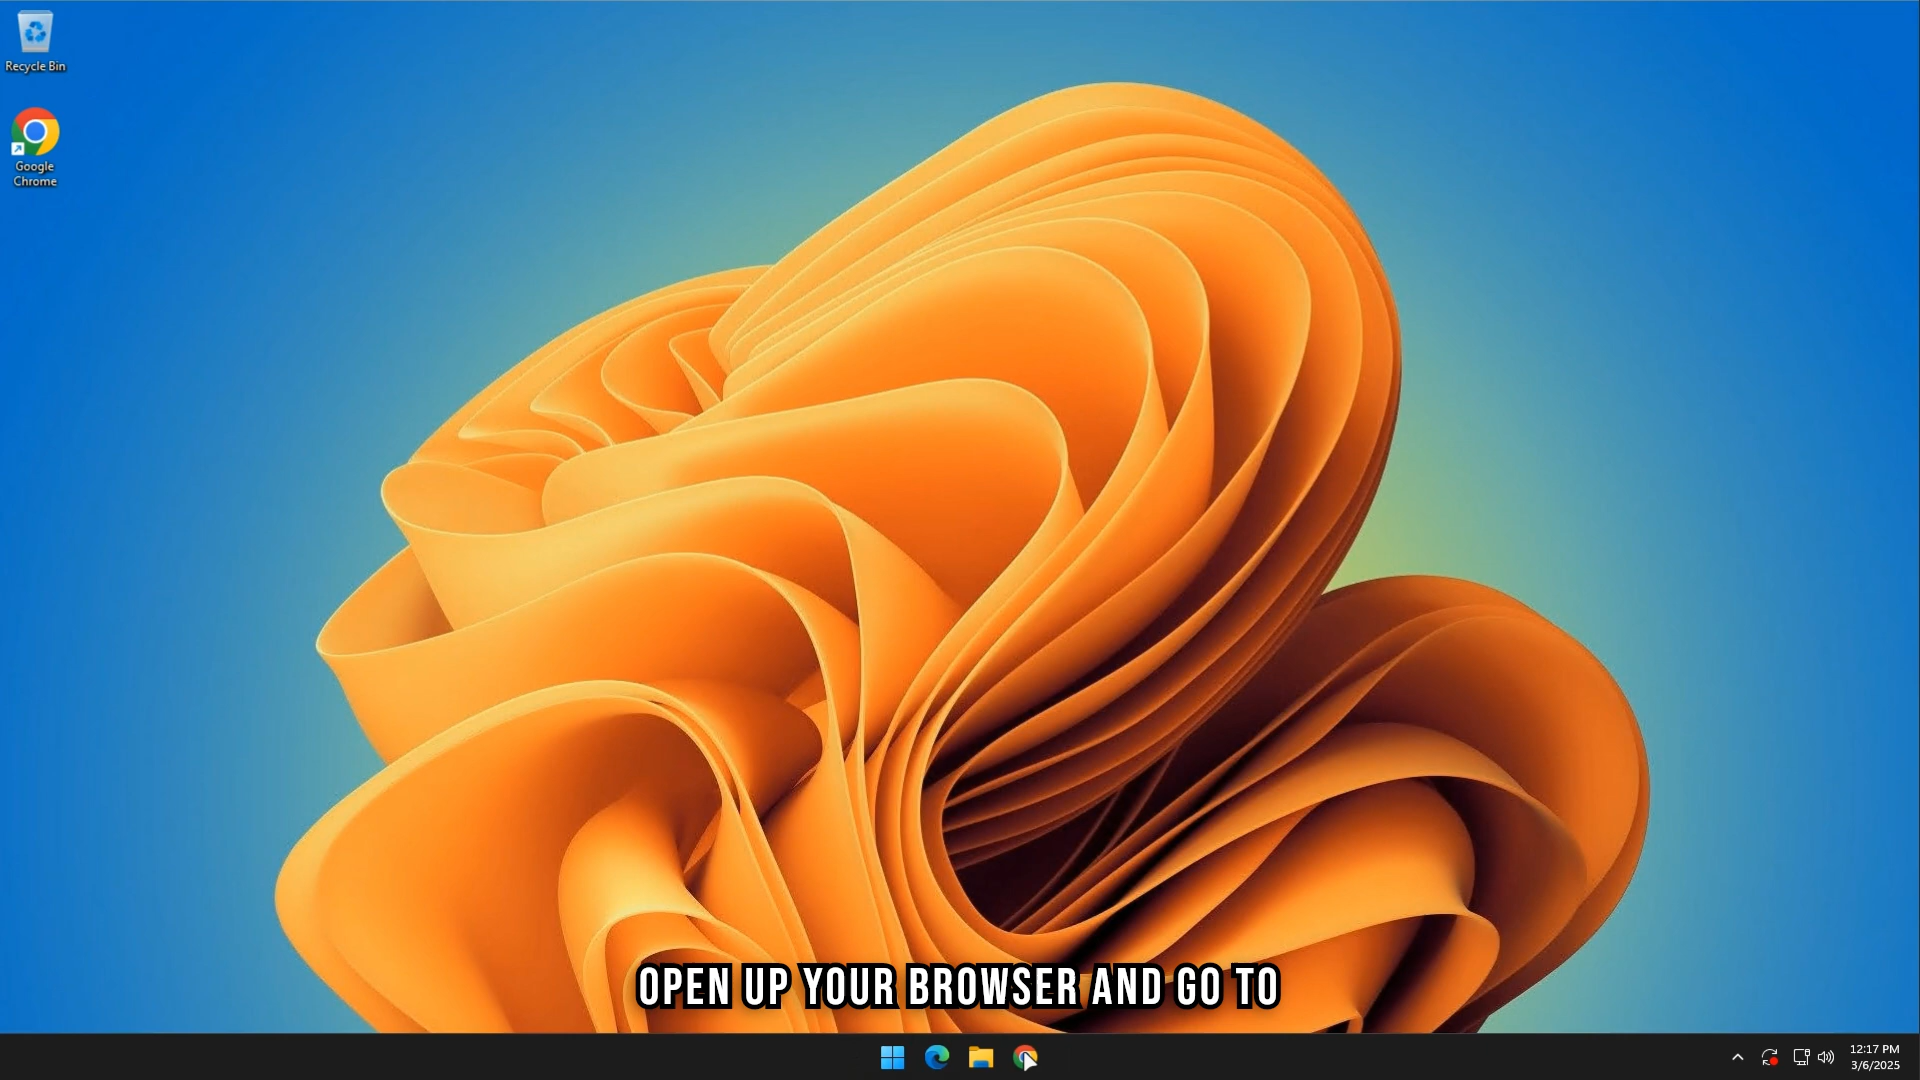 Recycle Bin
Google
Chrome
OPEN UP YOUR BROWSER AND GO TO
12:17 PM
3/6/2025